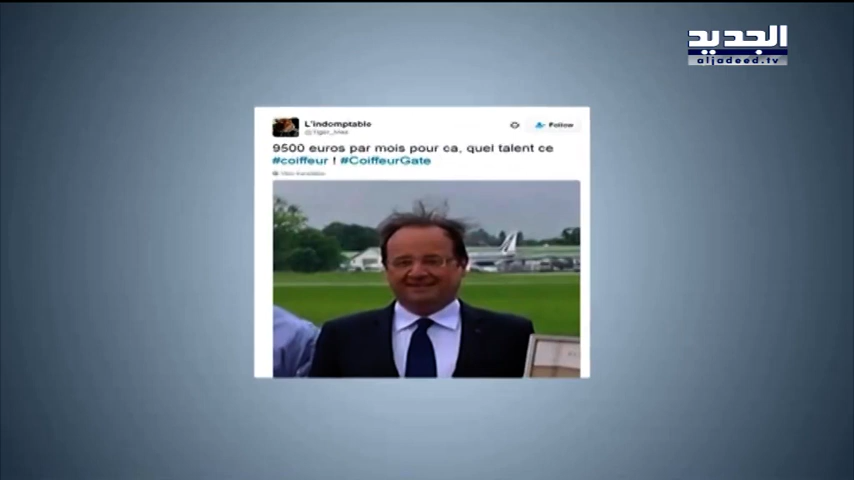 الجديد
aljadeed.tv
L'indomptable
Follow
9500 euros par mois pour ca, quel talent ce
#coiffeur ! #CoiffeurGate